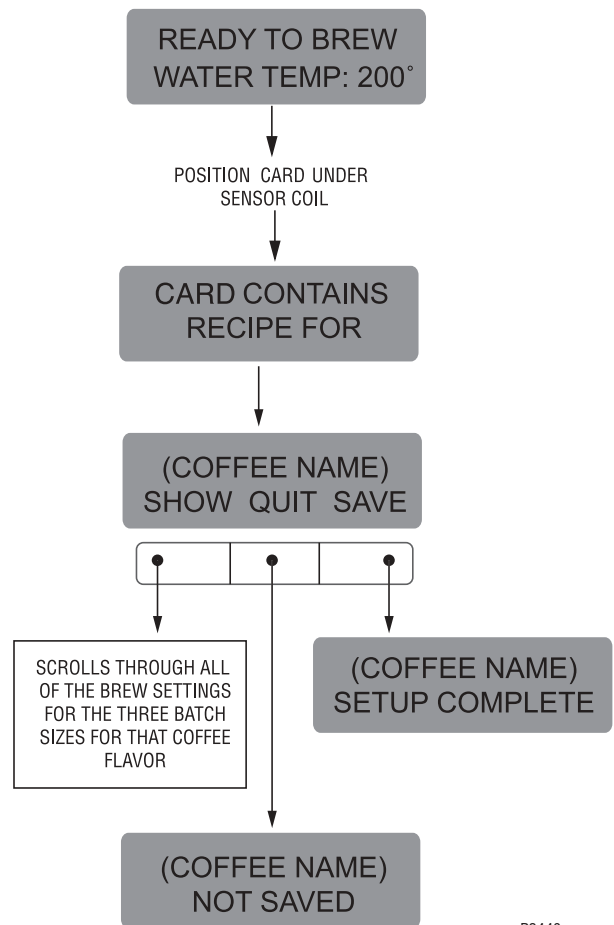 READY TO BREW
WATER TEMP: 200°
POSITION CARD UNDER
SENSOR COIL
CARD CONTAINS
RECIPE FOR
(COFFEE NAME)
SHOW QUIT SAVE
SCROLLS THROUGH ALL
OF THE BREW SETTINGS
FOR THE THREE BATCH
SIZES FOR THAT COFFEE
FLAVOR
(COFFEE NAME)
SETUP COMPLETE
(COFFEE NAME)
NOT SAVED